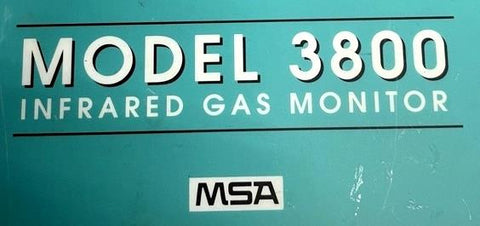 MODEL 3800
INFRARED GAS MONITOR
MSA